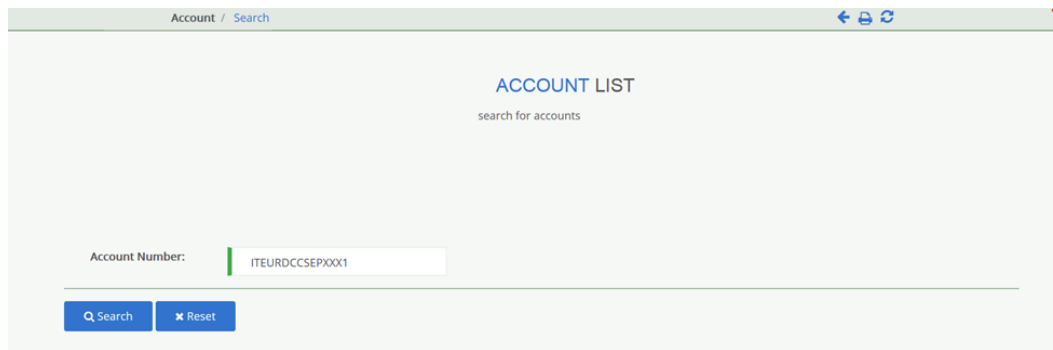 Account / Search
ACCOUNT LIST
search for accounts
Account Number:
ITEURDCCSEPXXX1
Search
Reset